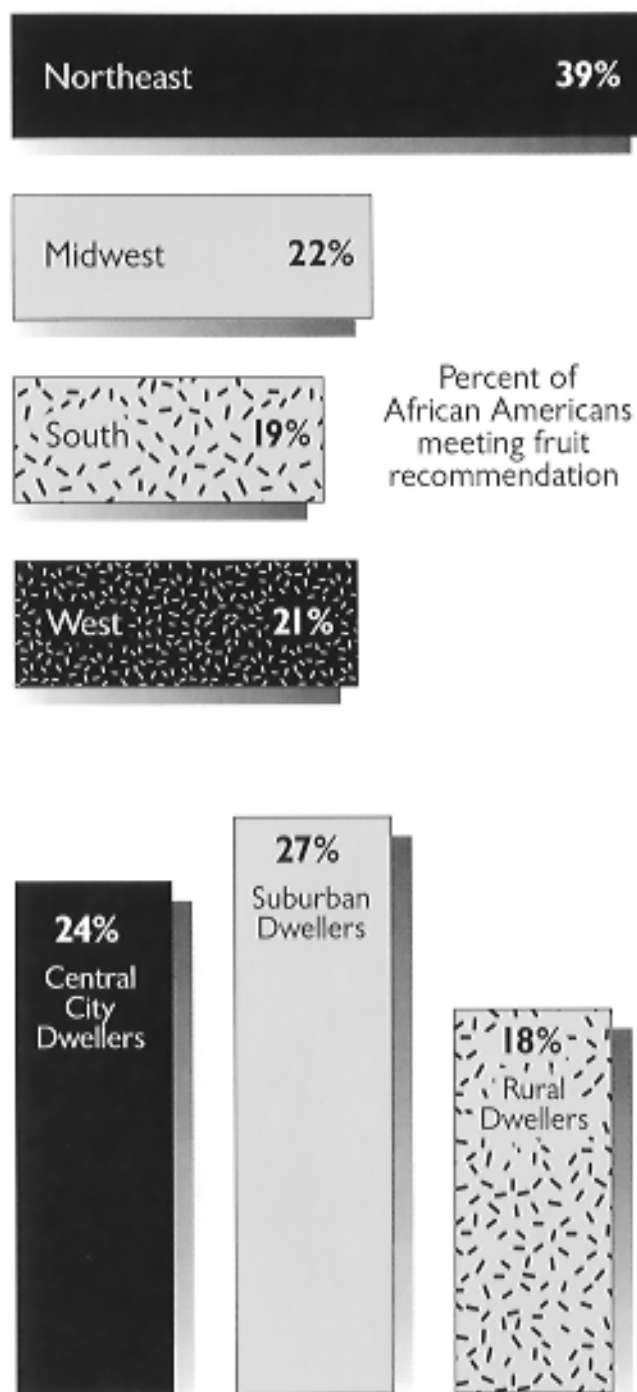 Northeast 39%
Midwest 22%
South 19%
Percent of
African Americans
meeting fruit
recommendation
West 21%
27%
Suburban
Dwellers
24%
Central
City
Dwellers
18%
Rural
Dwellers